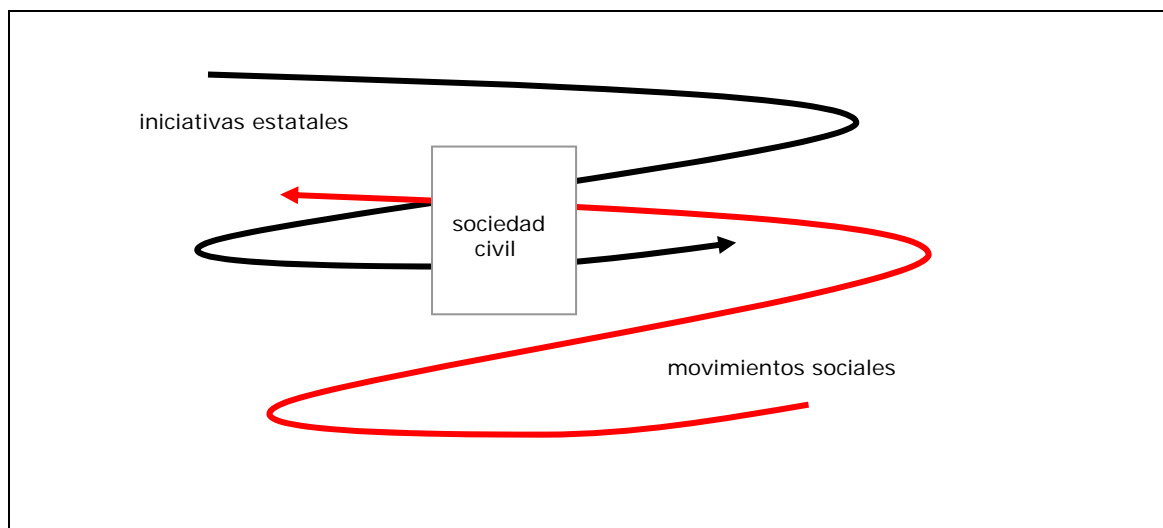 iniciativas estatales
sociedad
civil
movimientos sociales